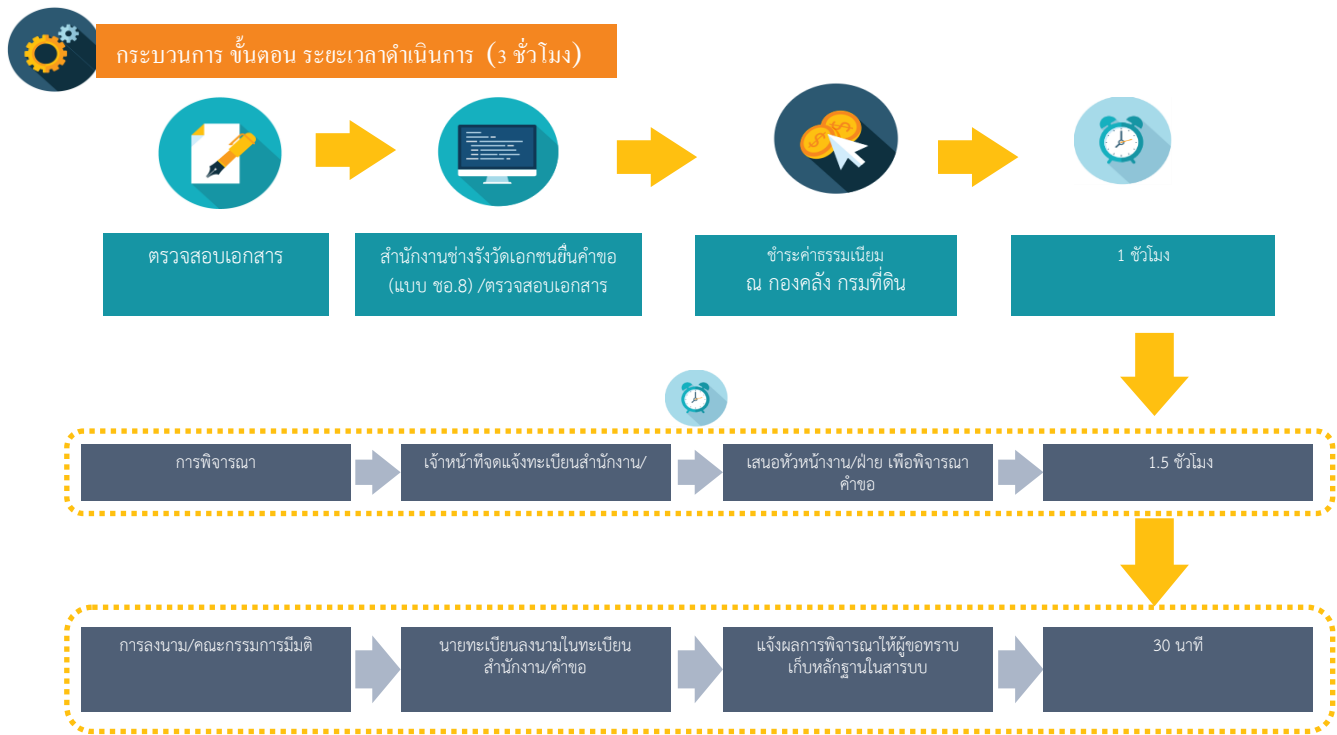 กระบวนการ ขั้นตอน ระยะเวลาดำเนินการ (3 ชั่วโมง)
ตรวจสอบเอกสาร
สำนักงานช่างรังวัดเอกชนยื่นคำขอ
(แบบ ชอ.8) /ตรวจสอบเอกสาร
ชำระค่าธรรมเนียม
ณ กองคลัง กรมที่ดิน
1 ชัวโมง
การพิจารณา
เจ้าหน้าทีจดแจ้งทะเบียนสำนักงาน/
เสนอหัวหน้างาน/ฝ่าย เพือพิจารณา
คำขอ
1.5 ชัวโมง
การลงนาม/คณะกรรมการมีมติ
นายทะเบียนลงนามในทะเบียน
สำนักงาน/คำขอ
แจ้งผลการพิจารณาให้ผู้ขอทราบ
เก็บหลักฐานในสารบบ
30 นาที